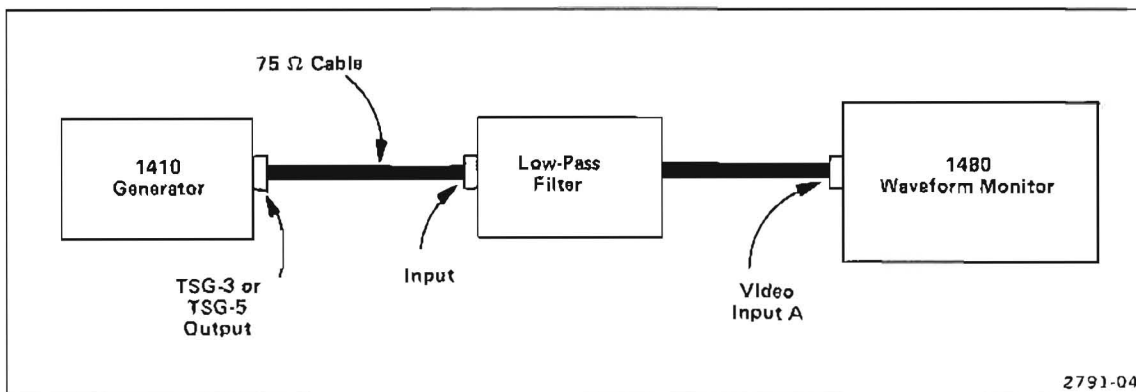 75 Ω Cable
1410
Generator
Low-Pass
Filter
1480
Waveform Monitor
TSG-3 or
TSG-5
Output
Input
Video
Input A
2791-04